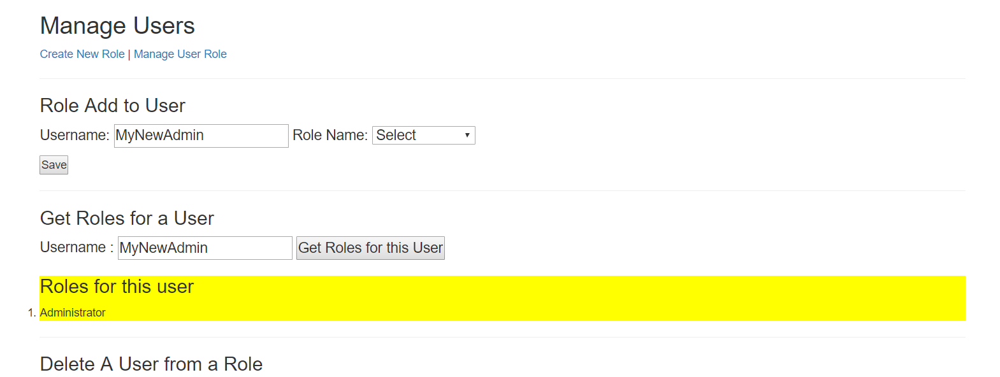 Manage Users
Create New Role | Manage User Role
Role Add to User
Username: MyNewAdmin Role Name: Select
Save
Get Roles for a User
Username : MyNewAdmin Get Roles for this User
Roles for this user
1. Administrator
Delete A User from a Role